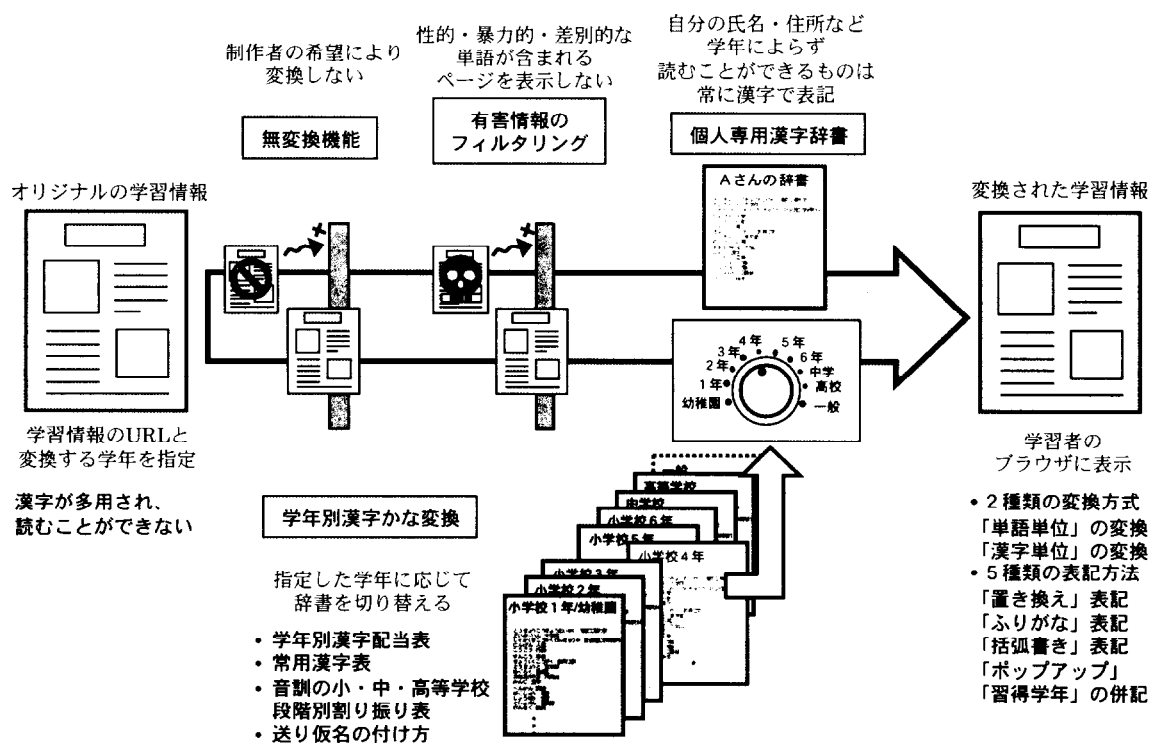 制作者の希望により
変換しない
無変換機能
性的・暴力的・差別的な
単語が含まれる
ページを表示しない
有害情報の
フィルタリング
自分の氏名・住所など
学年によらず
読むことができるものは
常に漢字で表記
個人専用漢字辞書
Aさんの辞書
オリジナルの学習情報
学習情報のURLと
変換する学年を指定
漢字が多用され、
読むことができない
変換された学習情報
幼稚園
1年
2年
3年
4年
5年
6年
中学
高校
一般
学年別漢字かな変換
指定した学年に応じて
辞書を切り替える
• 学年別漢字配当表
• 常用漢字表
• 音訓の小・中・高等学校
段階別割り振り表
• 送り仮名の付け方
一般
高等学校
中学校
小学校6年
小学校5年
小学校4年
小学校3年
小学校2年
小学校1年/幼稚園
学習者の
ブラウザに表示
• 2種類の変換方式
「単語単位」の変換
「漢字単位」の変換
• 5種類の表記方法
「置き換え」表記
「ふりがな」表記
「括弧書き」表記
「ポップアップ」
「習得学年」の併記